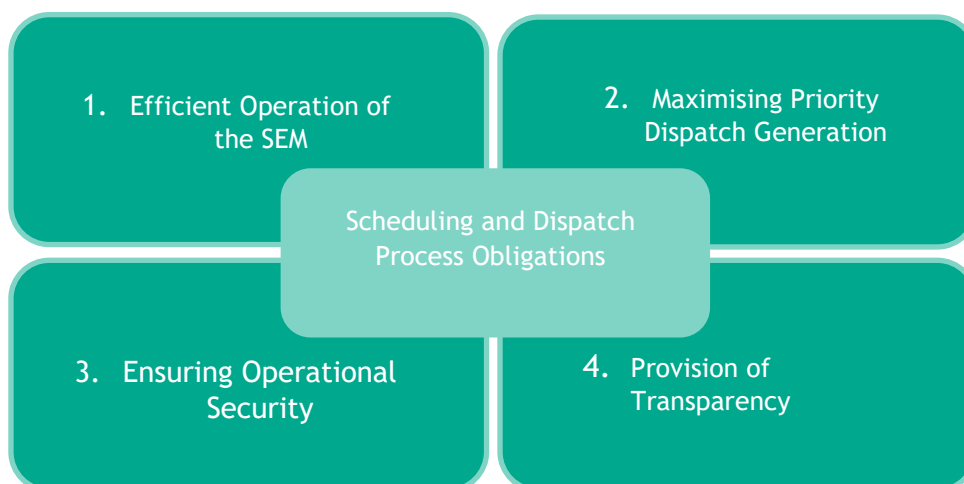 1. Efficient Operation of
the SEM
2. Maximising Priority
Dispatch Generation
Scheduling and Dispatch
Process Obligations
3. Ensuring Operational
Security
4. Provision of
Transparency